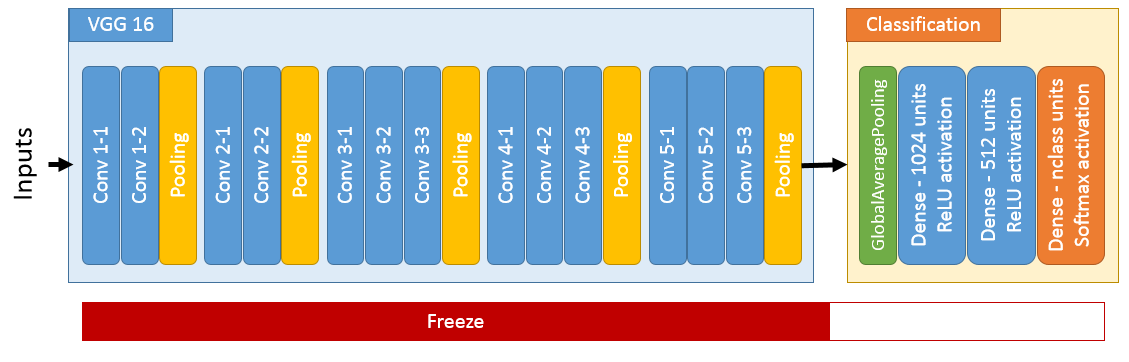 VGG 16
Classification
Inputs
Conv 1-1
Conv 1-2
Pooling
Conv 2-1
Conv 2-2
Pooling
Conv 3-1
Conv 3-2
Conv 3-3
Pooling
Conv 4-1
Conv 4-2
Conv 4-3
Pooling
Conv 5-1
Conv 5-2
Conv 5-3
Pooling
GlobalAveragePooling
Dense - 1024 units
ReLU activation
Dense - 512 units
ReLU activation
Dense - nclass units
Softmax activation
Freeze